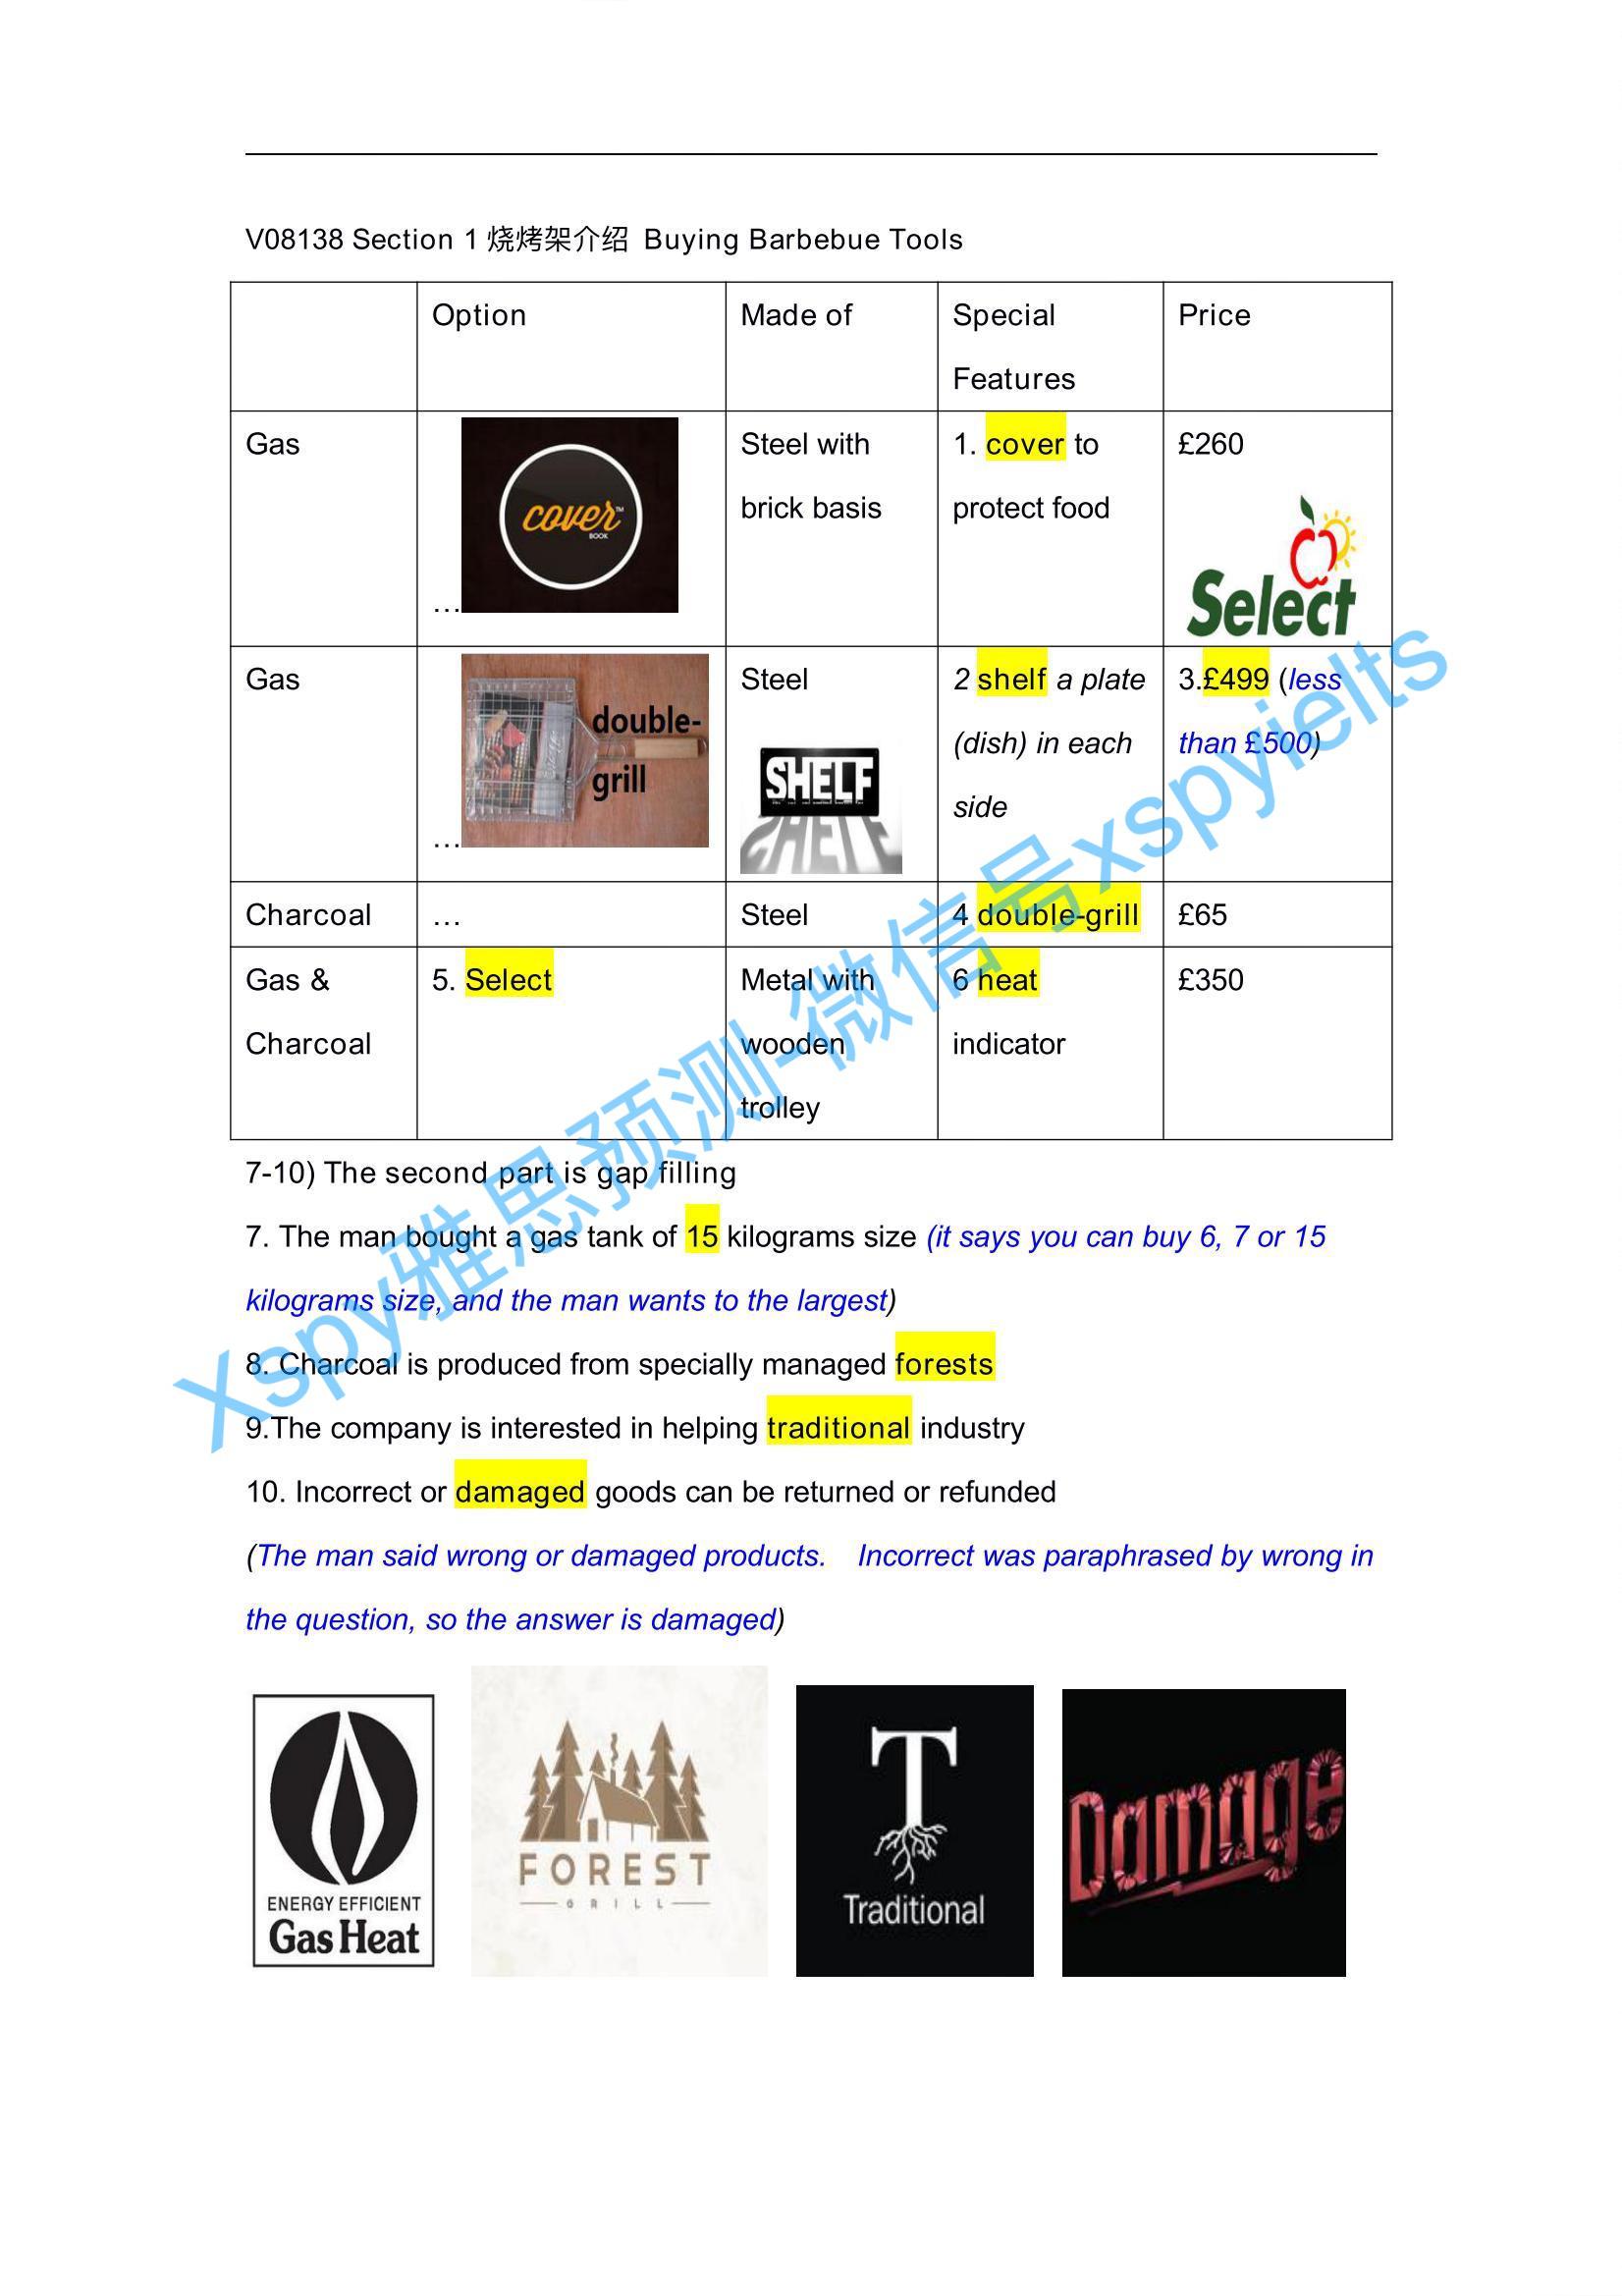 V08138 Section 1 烧烤架介绍 Buying Barbebue Tools
Option
Made of
Special
Features
Price
Gas
…
cover™
BOOK
Steel with
brick basis
1. cover to
protect food
£260
Select
Gas
…
double-
grill
Steel
SHELF
2 shelf a plate
(dish) in each
side
3.£499 (less
than £500)
Charcoal
…
Steel
4 double-grill
£65
Gas &
Charcoal
5. Select
Metal with
wooden
trolley
6 heat
indicator
£350
7-10) The second part is gap filling
7. The man bought a gas tank of 15 kilograms size (it says you can buy 6, 7 or 15
kilograms size, and the man wants to the largest)
8. Charcoal is produced from specially managed forests
9.The company is interested in helping traditional industry
10. Incorrect or damaged goods can be returned or refunded
(The man said wrong or damaged products. Incorrect was paraphrased by wrong in
the question, so the answer is damaged)
ENERGY EFFICIENT
Gas Heat
FOREST
GRILL
T
Traditional
Damage
Xspy雅思预测-微信号xspyielts